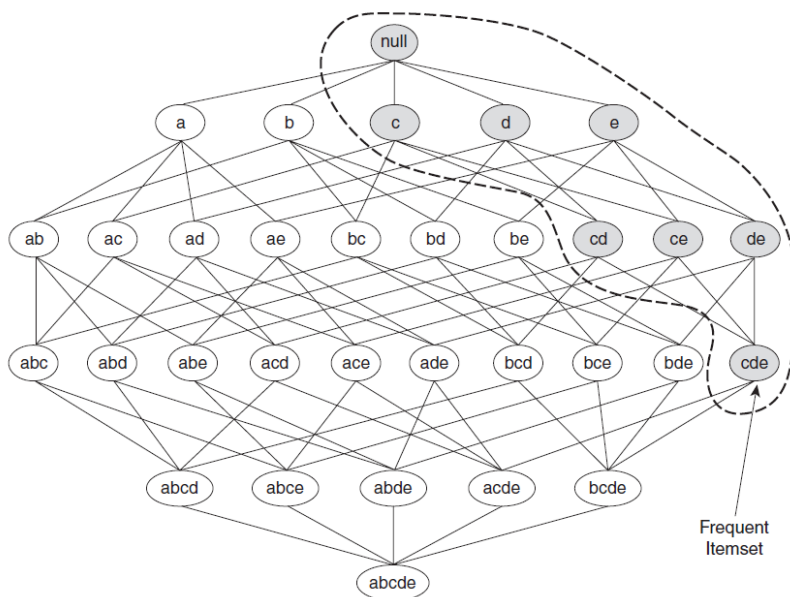 null
a b c d e
ab ac ad ae bc bd be cd ce de
abc abd abe acd ace ade bcd bce bde cde
abcd abce abde acde bcde
Frequent
Itemset
abcde